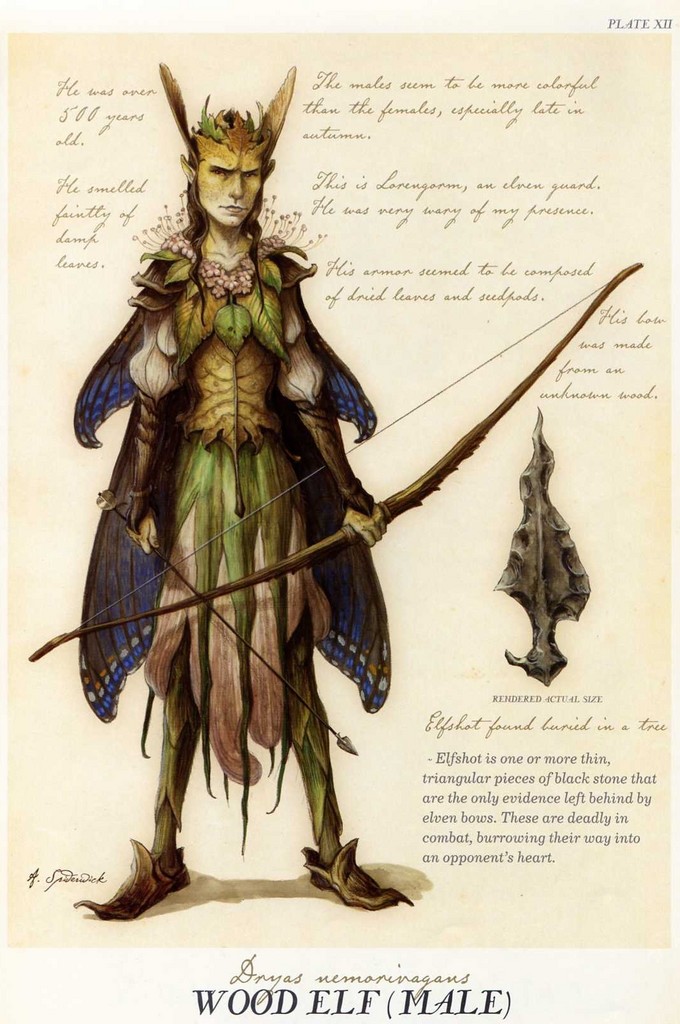 PLATE XII
He was over
500 years
old.
The males seem to be more colorful
than the females, especially late in
autumn.
He smelled
faintly of
damp
leaves.
This is Lorengorm, an elven guard.
He was very wary of my presence.
His armor seemed to be composed
of dried leaves and seedpods.
His bow
was made
from an
unknown wood.
RENDERED ACTUAL SIZE
Elfshot found buried in a tree
- Elfshot is one or more thin,
triangular pieces of black stone that
are the only evidence left behind by
elven bows. These are deadly in
combat, burrowing their way into
an opponent's heart.
A. Spiderwick
Dryas nemorivagans
WOOD ELF (MALE)